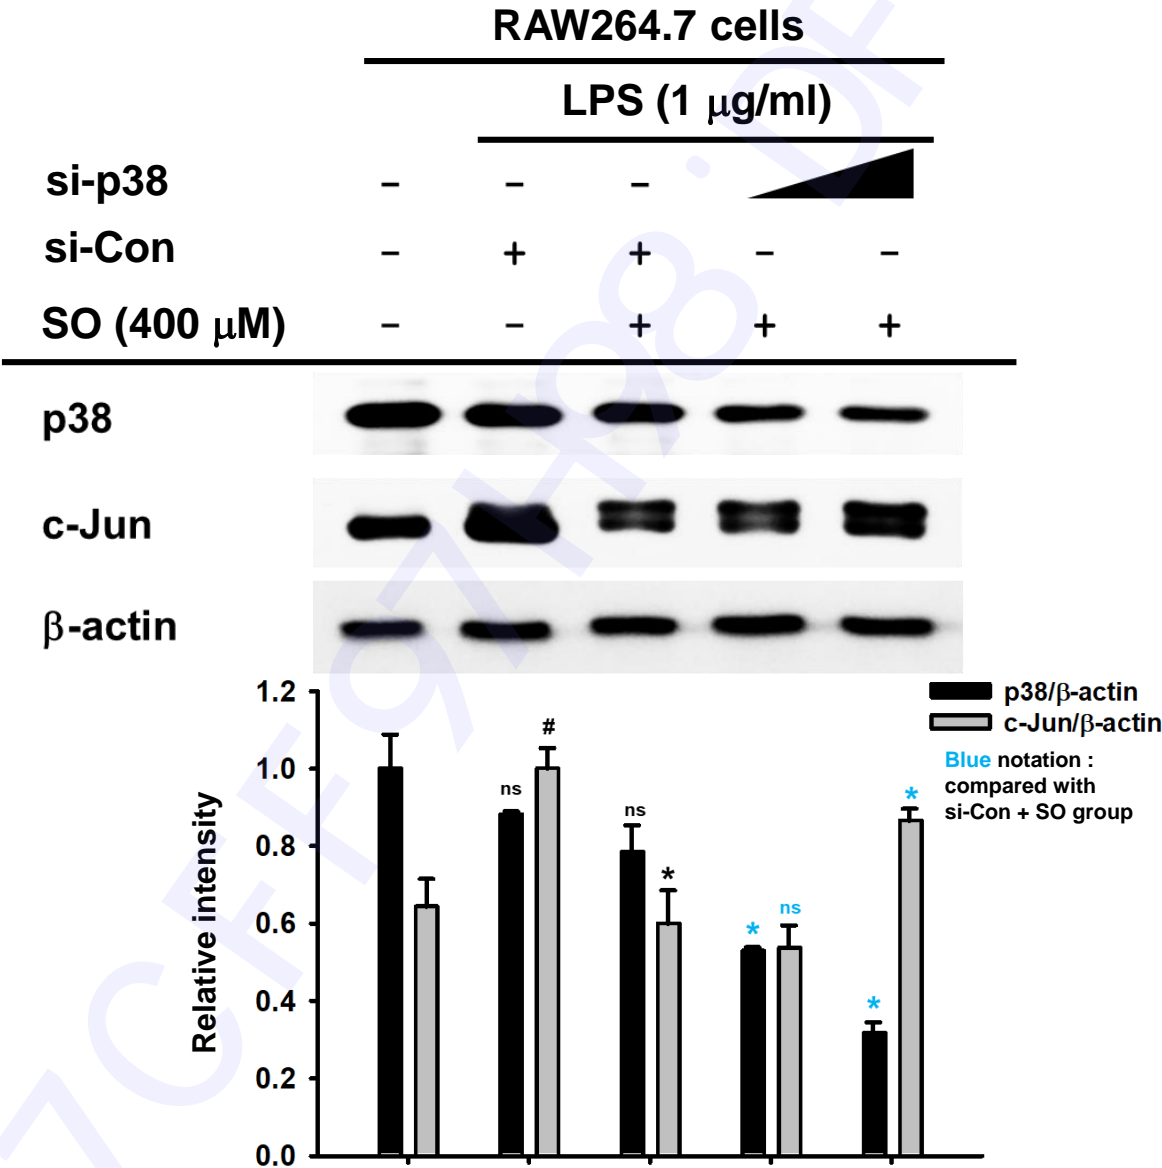 RAW264.7 cells
LPS (1 μg/ml)
si-p38 – – –
si-Con – + + – –
SO (400 μM) – – + + +
p38
c-Jun
β-actin
p38/β-actin
c-Jun/β-actin
Blue notation :
compared with
si-Con + SO group
Relative intensity
1.2
1.0
0.8
0.6
0.4
0.2
0.0
ns
#
ns
*
*
ns
*
*